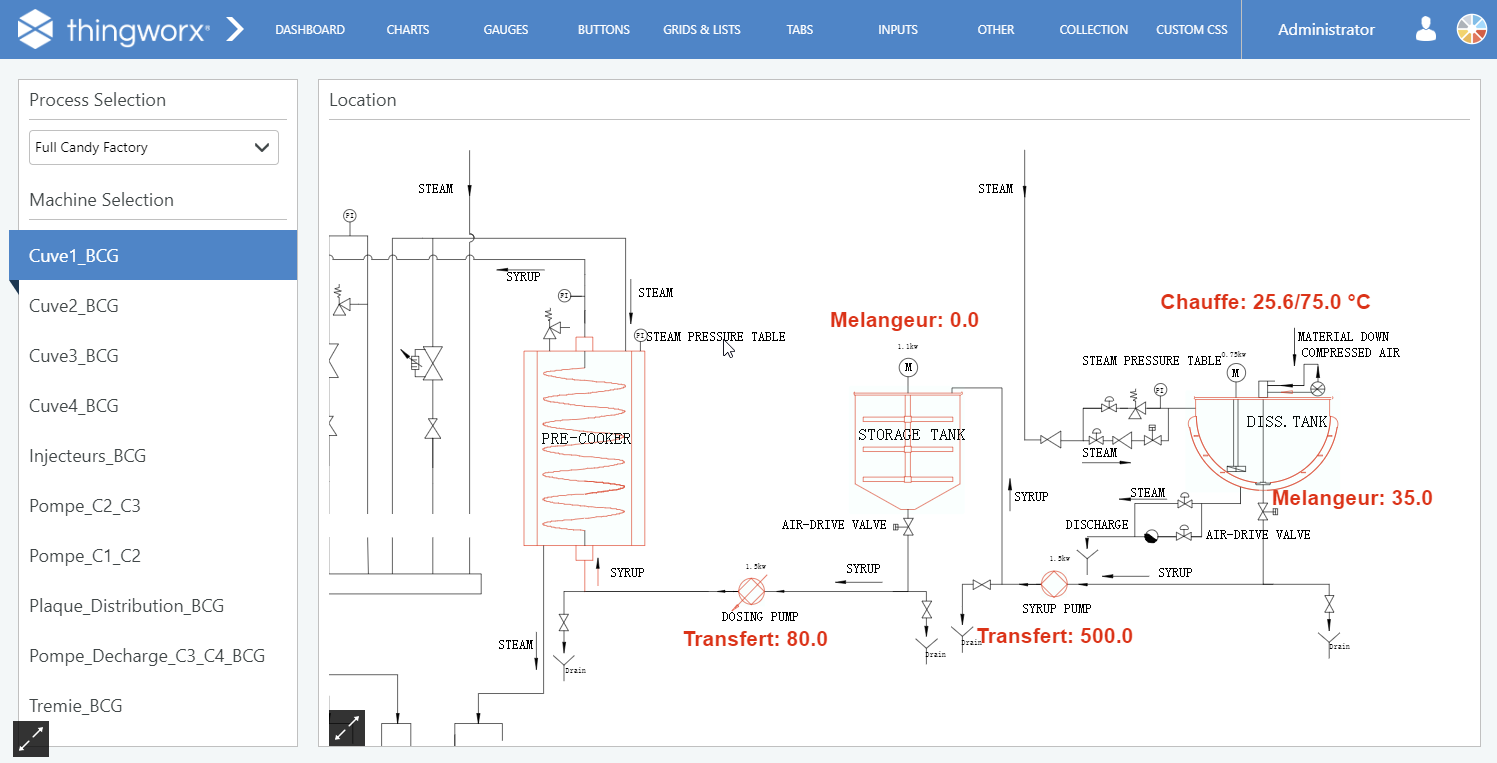 thingworx
DASHBOARD
CHARTS
GAUGES
BUTTONS
GRIDS & LISTS
TABS
INPUTS
OTHER
COLLECTION
CUSTOM CSS
Administrator
Process Selection
Full Candy Factory
Machine Selection
Cuve1_BCG
Cuve2_BCG
Cuve3_BCG
Cuve4_BCG
Injecteurs_BCG
Pompe_C2_C3
Pompe_C1_C2
Plaque_Distribution_BCG
Pompe_Decharge_C3_C4_BCG
Tremie_BCG
Location
STEAM
STEAM
PI
SYRUP
PI
STEAM
PI
STEAM PRESSURE TABLE
Melangeur: 0.0
Chauffe: 25.6/75.0 °C
1.1kw
M
STEAM PRESSURE TABLE
0.75kw
M
MATERIAL DOWN
COMPRESSED AIR
PI
PRE-COOKER
STORAGE TANK
DISS. TANK
STEAM
SYRUP
STEAM
Melangeur: 35.0
AIR-DRIVE VALVE
DISCHARGE
AIR-DRIVE VALVE
SYRUP
1.5kw
SYRUP
1.5kw
SYRUP
DOSING PUMP
SYRUP PUMP
Transfert: 80.0
Transfert: 500.0
STEAM
Drain
Drain
Drain
Drain